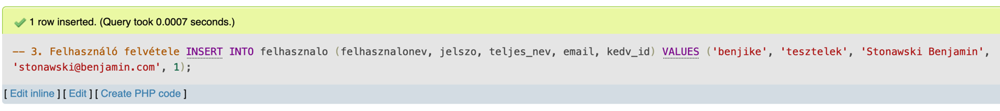 1 row inserted. (Query took 0.0007 seconds.)
-- 3. Felhasználó felvétele INSERT INTO felhasznalo (felhasznalonev, jelszo, teljes_nev, email, kedv_id) VALUES ('benjike', 'tesztelek', 'Stonawski Benjamin',
'stonawski@benjamin.com', 1);
[ Edit inline ] [ Edit ] [ Create PHP code ]